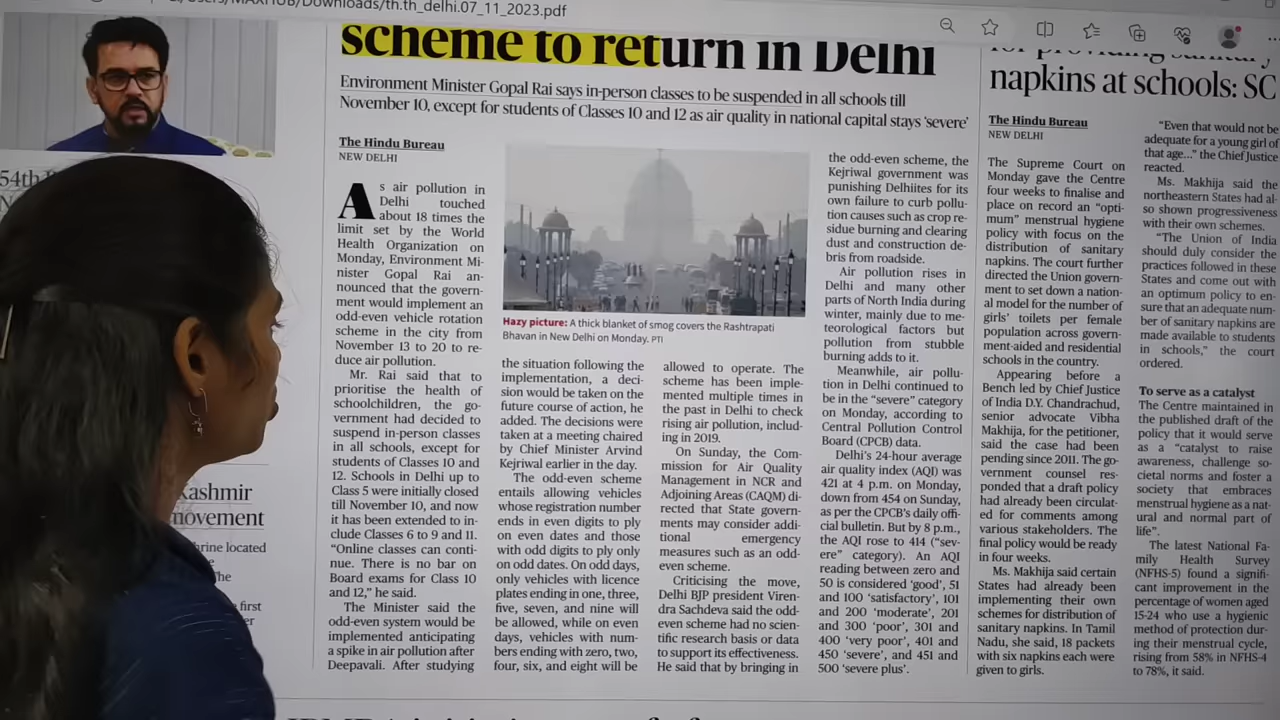 /Users/MAXHUB/Downloads/th.th_delhi.07_11_2023.pdf
scheme to return in Delhi
Environment Minister Gopal Rai says in-person classes to be suspended in all schools till
November 10, except for students of Classes 10 and 12 as air quality in national capital stays ‘severe’
The Hindu Bureau
NEW DELHI
As air pollution in
Delhi touched
about 18 times the
limit set by the World
Health Organization on
Monday, Environment Mi-
nister Gopal Rai an-
nounced that the govern-
ment would implement an
odd-even vehicle rotation
scheme in the city from
November 13 to 20 to re-
duce air pollution.
Mr. Rai said that to
prioritise the health of
schoolchildren, the go-
vernment had decided to
suspend in-person classes
in all schools, except for
students of Classes 10 and
12. Schools in Delhi up to
Class 5 were initially closed
till November 10, and now
it has been extended to in-
clude Classes 6 to 9 and 11.
“Online classes can conti-
nue. There is no bar on
Board exams for Class 10
and 12,” he said.
The Minister said the
odd-even system would be
implemented anticipating
a spike in air pollution after
Deepavali. After studying
Hazy picture: A thick blanket of smog covers the Rashtrapati
Bhavan in New Delhi on Monday. PTI
the situation following the
implementation, a deci-
sion would be taken on the
future course of action, he
added. The decisions were
taken at a meeting chaired
by Chief Minister Arvind
Kejriwal earlier in the day.
The odd-even scheme
entails allowing vehicles
whose registration number
ends in even digits to ply
on even dates and those
with odd digits to ply only
on odd dates. On odd days,
only vehicles with licence
plates ending in one, three,
five, seven, and nine will
be allowed, while on even
days, vehicles with num-
bers ending with zero, two,
four, six, and eight will be
allowed to operate. The
scheme has been imple-
mented multiple times in
the past in Delhi to check
rising air pollution, includ-
ing in 2019.
On Sunday, the Com-
mission for Air Quality
Management in NCR and
Adjoining Areas (CAQM) di-
rected that State govern-
ments may consider addi-
tional emergency
measures such as an odd-
even scheme.
Criticising the move,
Delhi BJP president Viren-
dra Sachdeva said the odd-
even scheme had no scien-
tific research basis or data
to support its effectiveness.
He said that by bringing in
the odd-even scheme, the
Kejriwal government was
punishing Delhiites for its
own failure to curb pollu-
tion causes such as crop re-
sidue burning and clearing
dust and construction de-
bris from roadside.
Air pollution rises in
Delhi and many other
parts of North India during
winter, mainly due to me-
teorological factors but
pollution from stubble
burning adds to it.
Meanwhile, air pollu-
tion in Delhi continued to
be in the “severe” category
on Monday, according to
Central Pollution Control
Board (CPCB) data.
Delhi’s 24-hour average
air quality index (AQI) was
421 at 4 p.m. on Monday,
down from 454 on Sunday,
as per the CPCB’s daily offi-
cial bulletin. But by 8 p.m.,
the AQI rose to 414 (“sev-
ere” category). An AQI
reading between zero and
50 is considered ‘good’, 51
and 100 ‘satisfactory’, 101
and 200 ‘moderate’, 201
and 300 ‘poor’, 301 and
400 ‘very poor’, 401 and
450 ‘severe’, and 451 and
500 ‘severe plus’.
for providing sanitary
napkins at schools: SC
The Hindu Bureau
NEW DELHI
The Supreme Court on
Monday gave the Centre
four weeks to finalise and
place on record an “opti-
mum” menstrual hygiene
policy with focus on the
distribution of sanitary
napkins. The court further
directed the Union govern-
ment to set down a nation-
al model for the number of
girls’ toilets per female
population across govern-
ment-aided and residential
schools in the country.
Appearing before a
Bench led by Chief Justice
of India D.Y. Chandrachud,
senior advocate Vibha
Makhija, for the petitioner,
said the case had been
pending since 2011. The go-
vernment counsel res-
ponded that a draft policy
had already been circulat-
ed for comments among
various stakeholders. The
final policy would be ready
in four weeks.
Ms. Makhija said certain
States had already been
implementing their own
schemes for distribution of
sanitary napkins. In Tamil
Nadu, she said, 18 packets
with six napkins each were
given to girls.
“Even that would not be
adequate for a young girl of
that age...” the Chief Justice
reacted.
Ms. Makhija said the
northeastern States had al-
so shown progressiveness
with their own schemes.
“The Union of India
should duly consider the
practices followed in these
States and come out with
an optimum policy to en-
sure that an adequate num-
ber of sanitary napkins are
made available to students
in schools,” the court
ordered.
To serve as a catalyst
The Centre maintained in
the published draft of the
policy that it would serve
as a “catalyst to raise
awareness, challenge so-
cietal norms and foster a
society that embraces
menstrual hygiene as a nat-
ural and normal part of
life”.
The latest National Fa-
mily Health Survey
(NFHS-5) found a signifi-
cant improvement in the
percentage of women aged
15-24 who use a hygienic
method of protection dur-
ing their menstrual cycle,
rising from 58% in NFHS-4
to 78%, it said.
54th
Kashmir
movement
hrine located
he
first